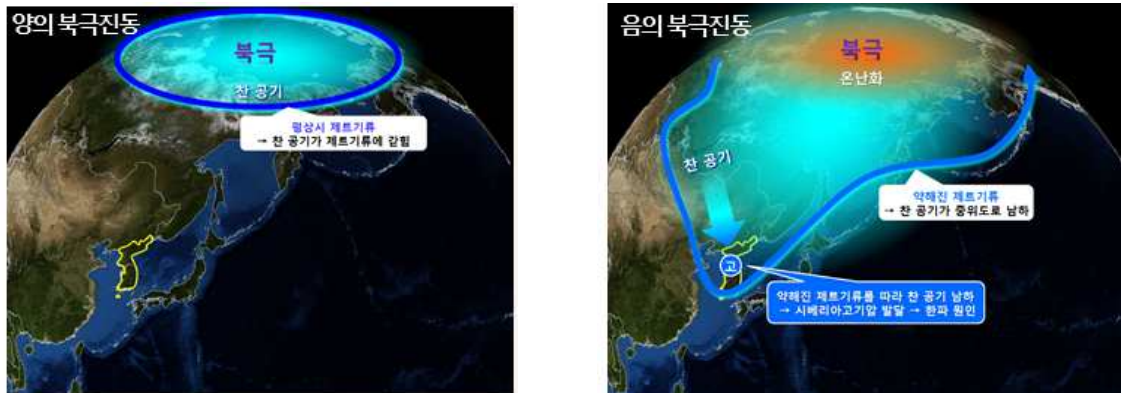 양의 북극진동
북극
찬 공기
평상시 제트기류
→ 찬 공기가 제트기류에 갇힘
음의 북극진동
북극
온난화
찬 공기
약해진 제트기류
→ 찬 공기가 중위도로 남하
고
약해진 제트기류를 따라 찬 공기 남하
→ 시베리아고기압 발달 → 한파 원인